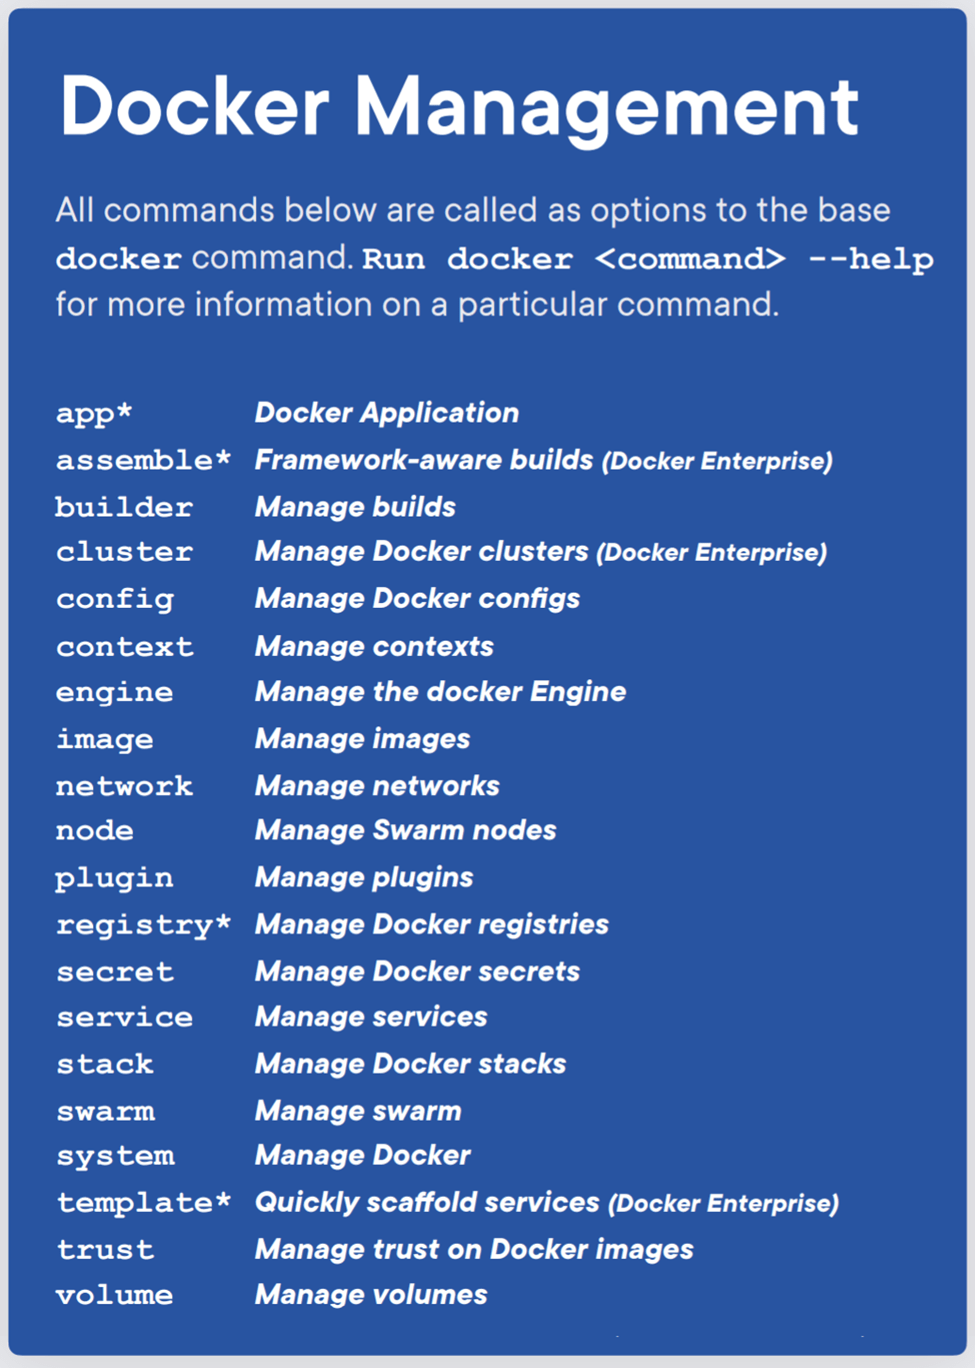 Docker Management
All commands below are called as options to the base
docker command. Run docker <command> --help
for more information on a particular command.
app* Docker Application
assemble* Framework-aware builds (Docker Enterprise)
builder Manage builds
cluster Manage Docker clusters (Docker Enterprise)
config Manage Docker configs
context Manage contexts
engine Manage the docker Engine
image Manage images
network Manage networks
node Manage Swarm nodes
plugin Manage plugins
registry* Manage Docker registries
secret Manage Docker secrets
service Manage services
stack Manage Docker stacks
swarm Manage swarm
system Manage Docker
template* Quickly scaffold services (Docker Enterprise)
trust Manage trust on Docker images
volume Manage volumes